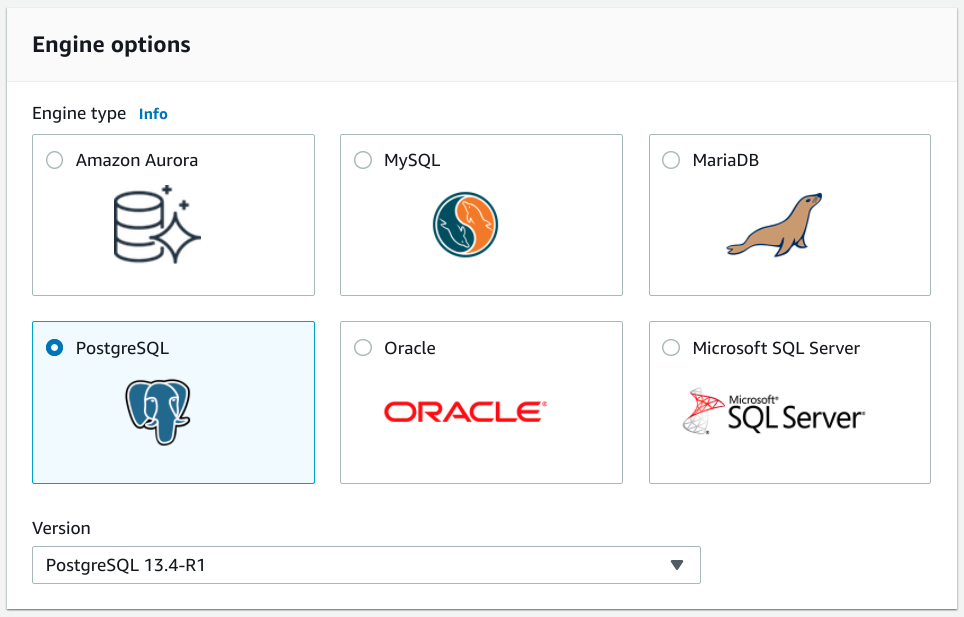 Engine options
Engine type Info
Amazon Aurora
MySQL
MariaDB
PostgreSQL
Oracle
ORACLE®
Microsoft SQL Server
Microsoft®
SQL Server®
Version
PostgreSQL 13.4-R1